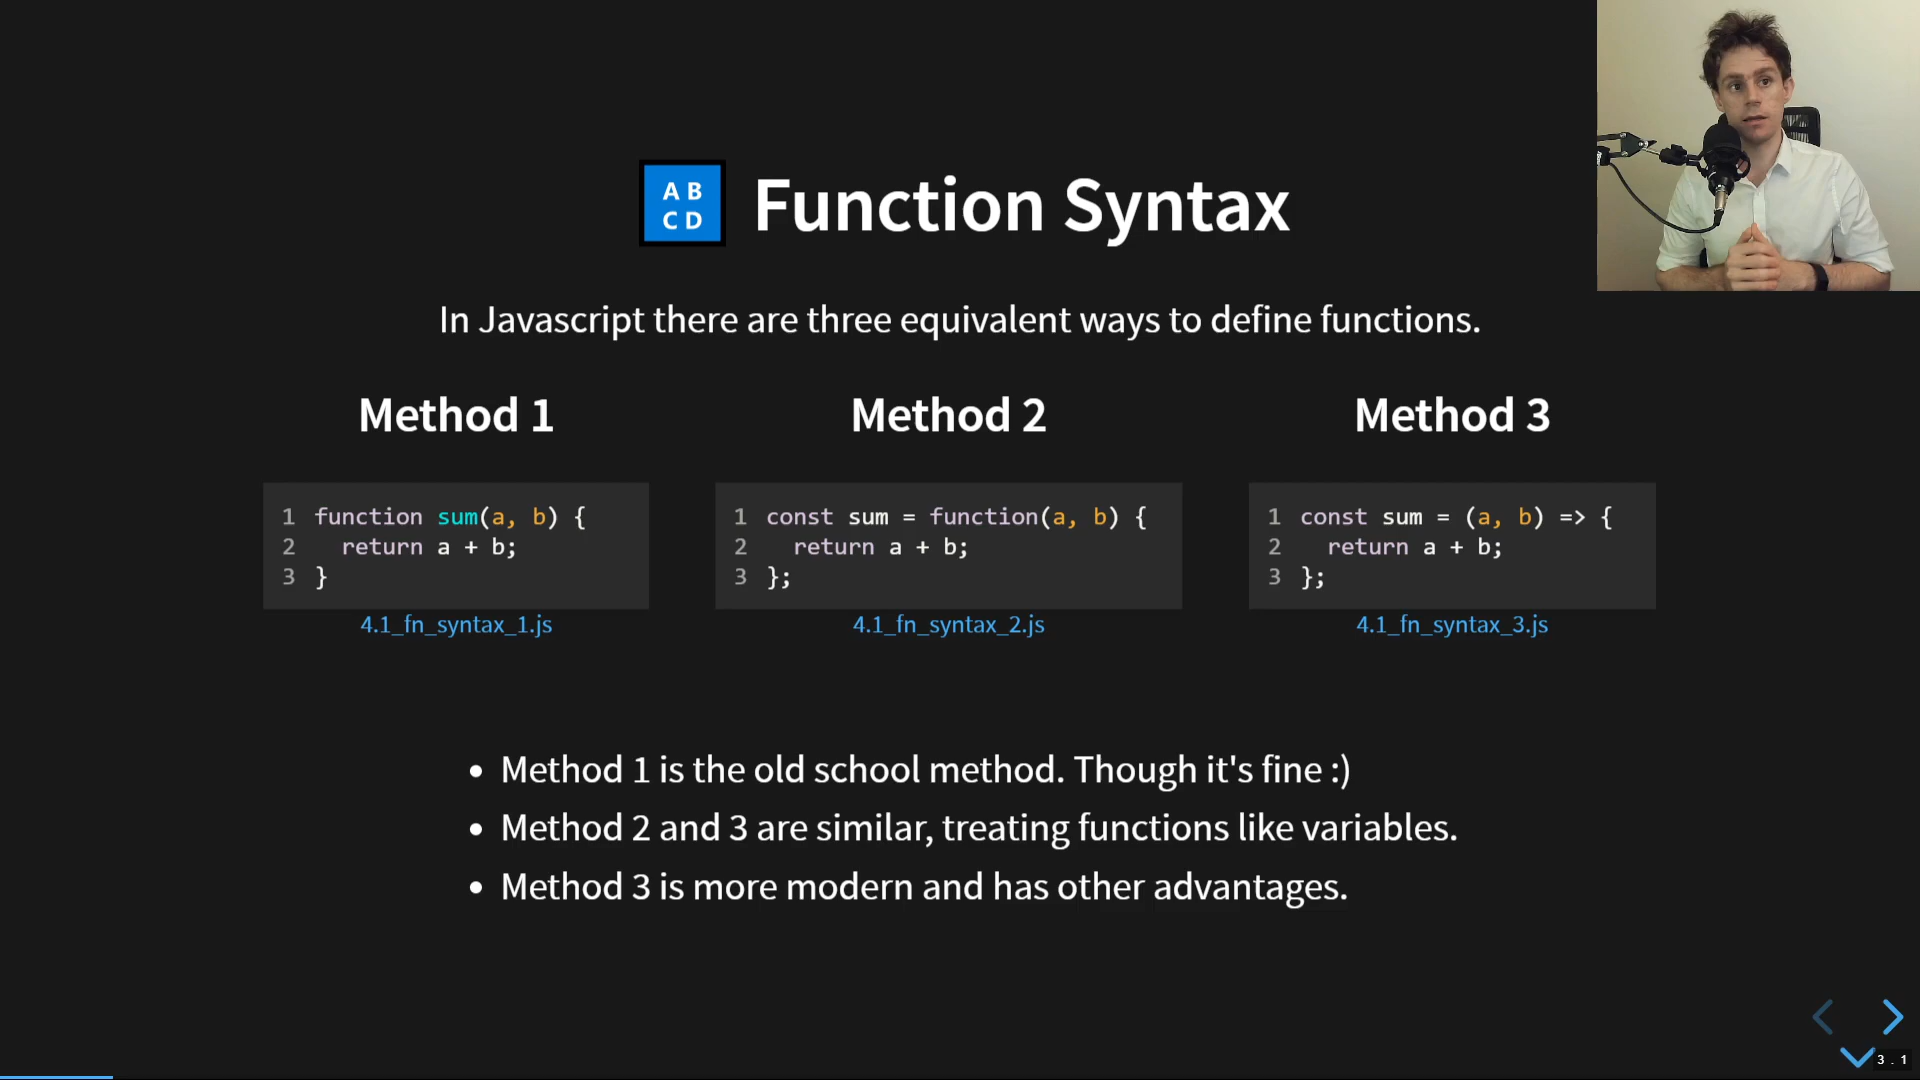 AB
CD
Function Syntax
In Javascript there are three equivalent ways to define functions.
Method 1
1 function sum(a, b) {
2   return a + b;
3 }
4.1_fn_syntax_1.js
Method 2
1 const sum = function(a, b) {
2   return a + b;
3 };
4.1_fn_syntax_2.js
Method 3
1 const sum = (a, b) => {
2   return a + b;
3 };
4.1_fn_syntax_3.js
• Method 1 is the old school method. Though it's fine :)
• Method 2 and 3 are similar, treating functions like variables.
• Method 3 is more modern and has other advantages.
3 . 1